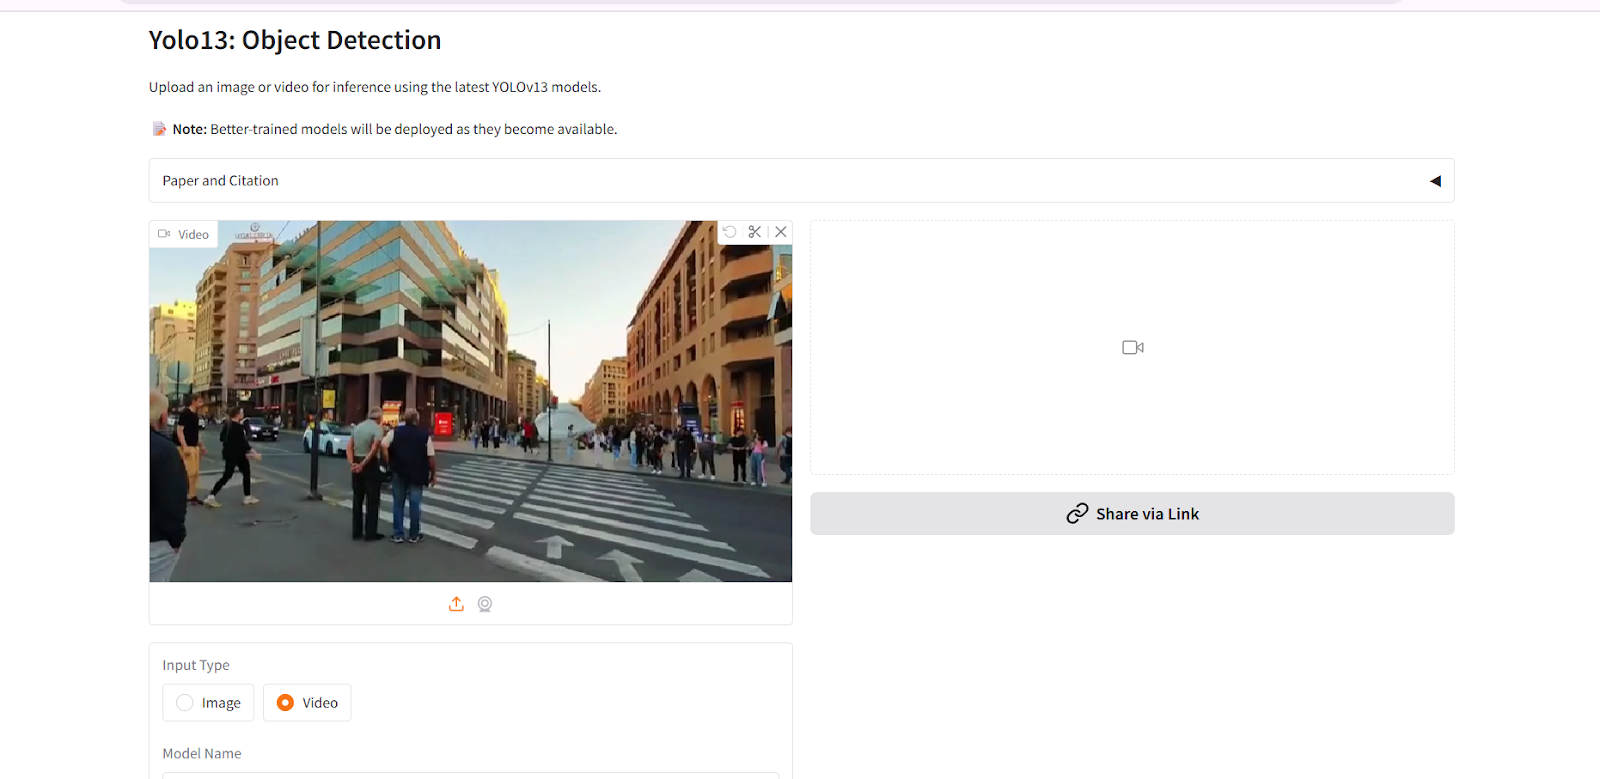 Yolo13: Object Detection
Upload an image or video for inference using the latest YOLOv13 models.
Note: Better-trained models will be deployed as they become available.
Paper and Citation
Video
Share via Link
Input Type
Image
Video
Model Name